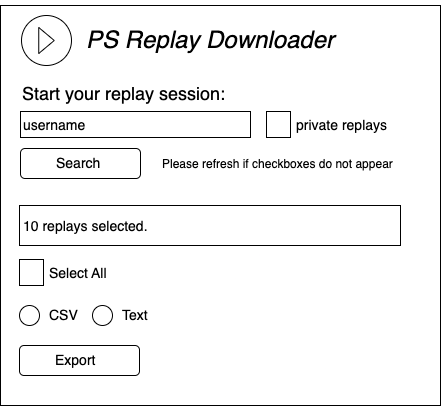 PS Replay Downloader
Start your replay session:
username
private replays
Search
Please refresh if checkboxes do not appear
10 replays selected.
Select All
CSV
Text
Export